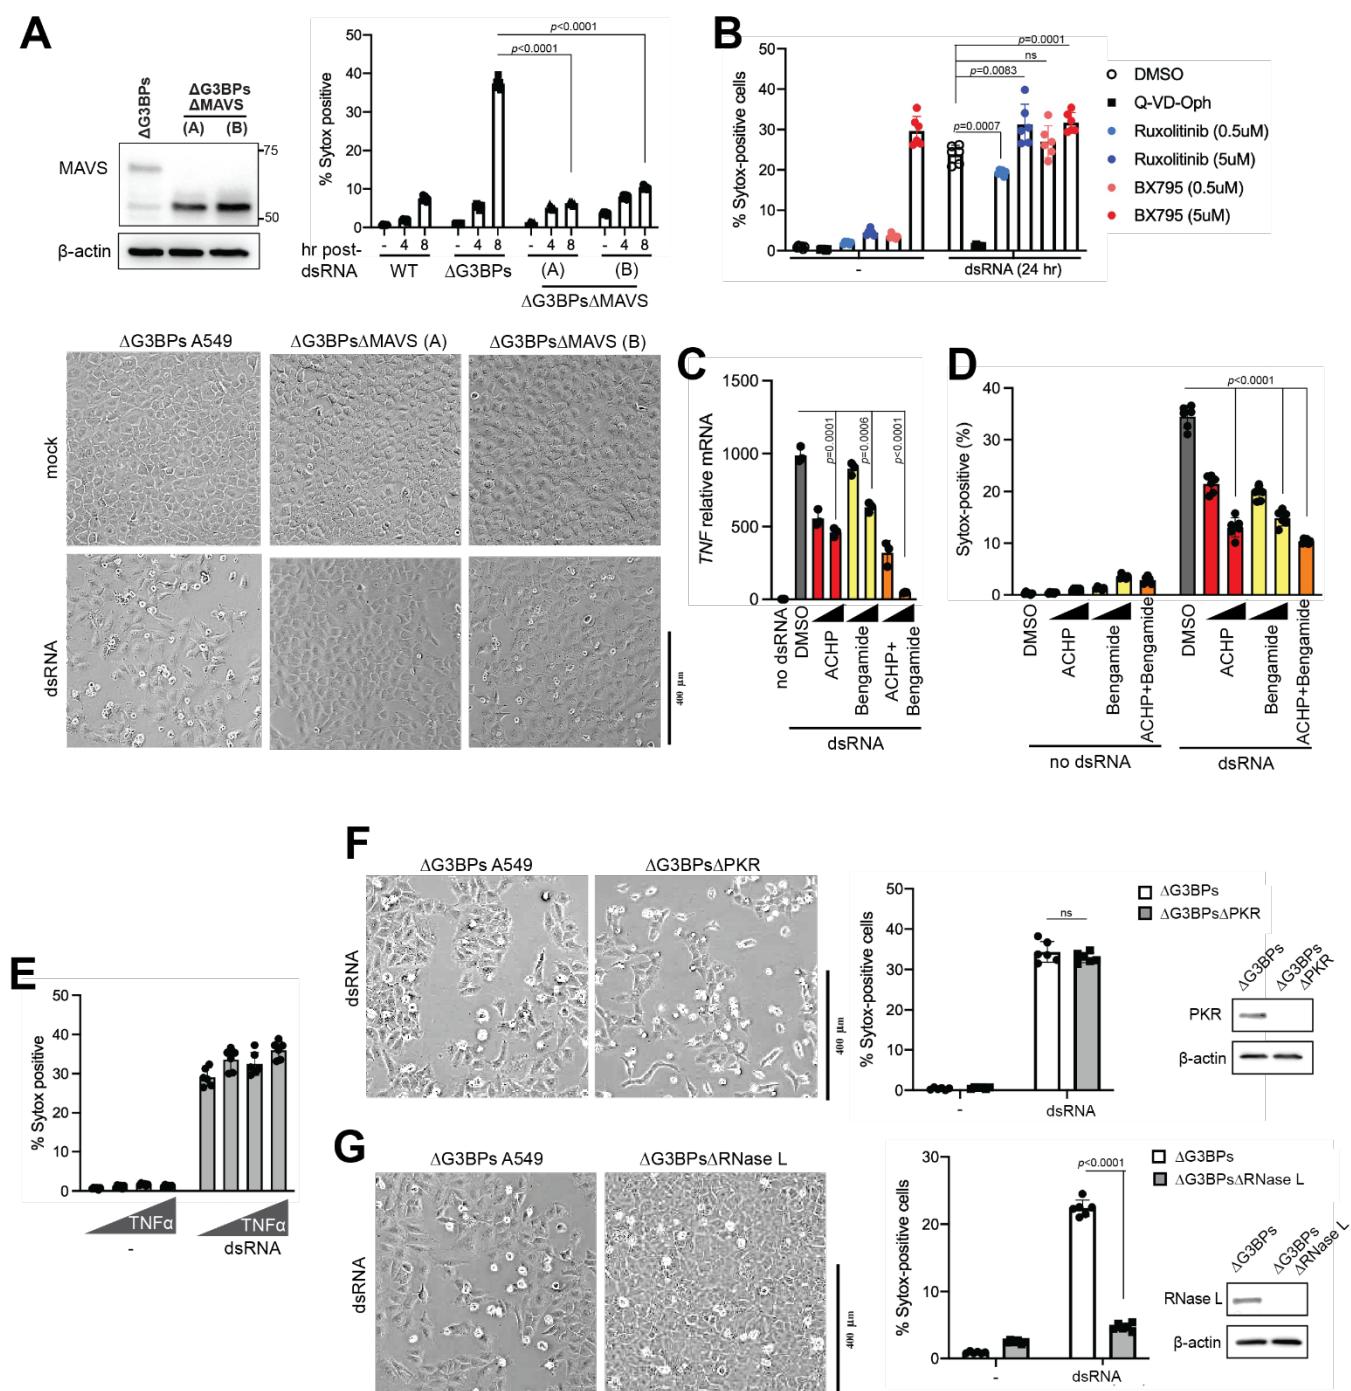 A
ΔG3BPs
ΔG3BPs
ΔMAVS
(A) (B)
MAVS
75
50
β-actin
% Sytox positive
50
40
30
20
10
0
p<0.0001
p<0.0001
- 4 8 - 4 8 - 4 8 - 4 8
hr post-
dsRNA
WT
ΔG3BPs
(A)
(B)
ΔG3BPsΔMAVS
B
% Sytox-positive cells
50
40
30
20
10
0
p=0.0001
ns
p=0.0083
p=0.0007
-
dsRNA (24 hr)
DMSO
Q-VD-Oph
Ruxolitinib (0.5uM)
Ruxolitinib (5uM)
BX795 (0.5uM)
BX795 (5uM)
ΔG3BPs A549
ΔG3BPsΔMAVS (A)
ΔG3BPsΔMAVS (B)
mock
dsRNA
400 μm
C
TNF relative mRNA
1500
1000
500
0
p=0.0001
p=0.0006
p<0.0001
no dsRNA
DMSO
ACHP
Bengamide
ACHP+
Bengamide
dsRNA
D
Sytox-positive (%)
40
30
20
10
0
p<0.0001
DMSO
ACHP
Bengamide
ACHP+Bengamide
DMSO
ACHP
Bengamide
ACHP+Bengamide
no dsRNA
dsRNA
E
% Sytox positive
50
40
30
20
10
0
TNFα
TNFα
-
dsRNA
F
ΔG3BPs A549
ΔG3BPsΔPKR
dsRNA
400 μm
% Sytox-positive cells
50
40
30
20
10
0
ns
-
dsRNA
ΔG3BPs
ΔG3BPsΔPKR
ΔG3BPs
ΔG3BPs
ΔPKR
PKR
β-actin
G
ΔG3BPs A549
ΔG3BPsΔRNase L
dsRNA
400 μm
% Sytox-positive cells
30
20
10
0
p<0.0001
-
dsRNA
ΔG3BPs
ΔG3BPsΔRNase L
ΔG3BPs
ΔG3BPs
ΔRNase L
RNase L
β-actin